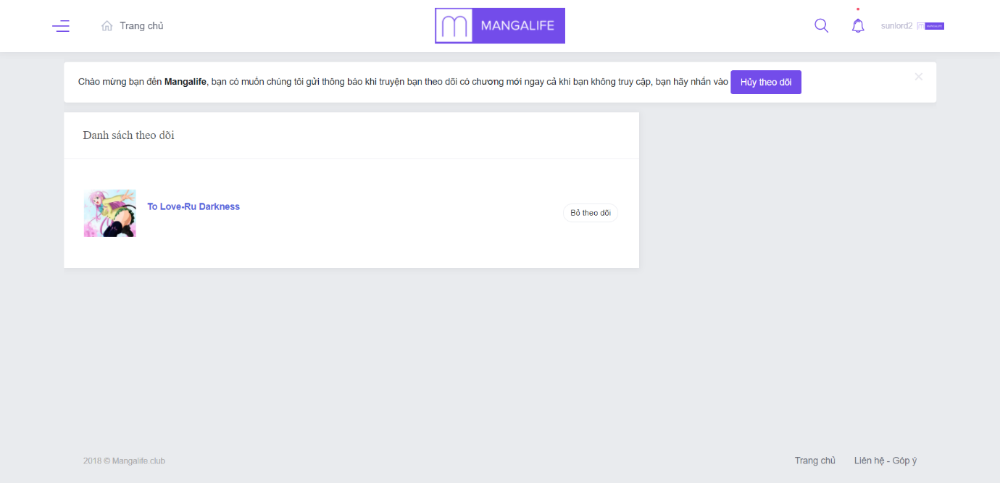 Trang chủ
MANGALIFE
sunlord2
MANGALIFE
Chào mừng bạn đến Mangalife, bạn có muốn chúng tôi gửi thông báo khi truyện bạn theo dõi có chương mới ngay cả khi bạn không truy cập, bạn hãy nhấn vào Hủy theo dõi
Danh sách theo dõi
To Love-Ru Darkness
Bỏ theo dõi
2018 © Mangalife.club
Trang chủ
Liên hệ - Góp ý